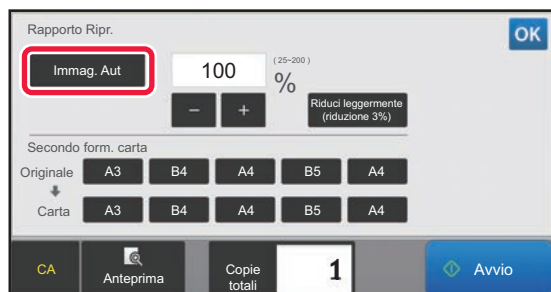 Rapporto Ripr.
OK
Immag. Aut
100
(25~200)
%
−
+
Riduci leggermente
(riduzione 3%)
Secondo form. carta
Originale A3 B4 A4 B5 A4
Carta A3 B4 A4 B5 A4
CA
Anteprima
Copie
totali
1
Avvio